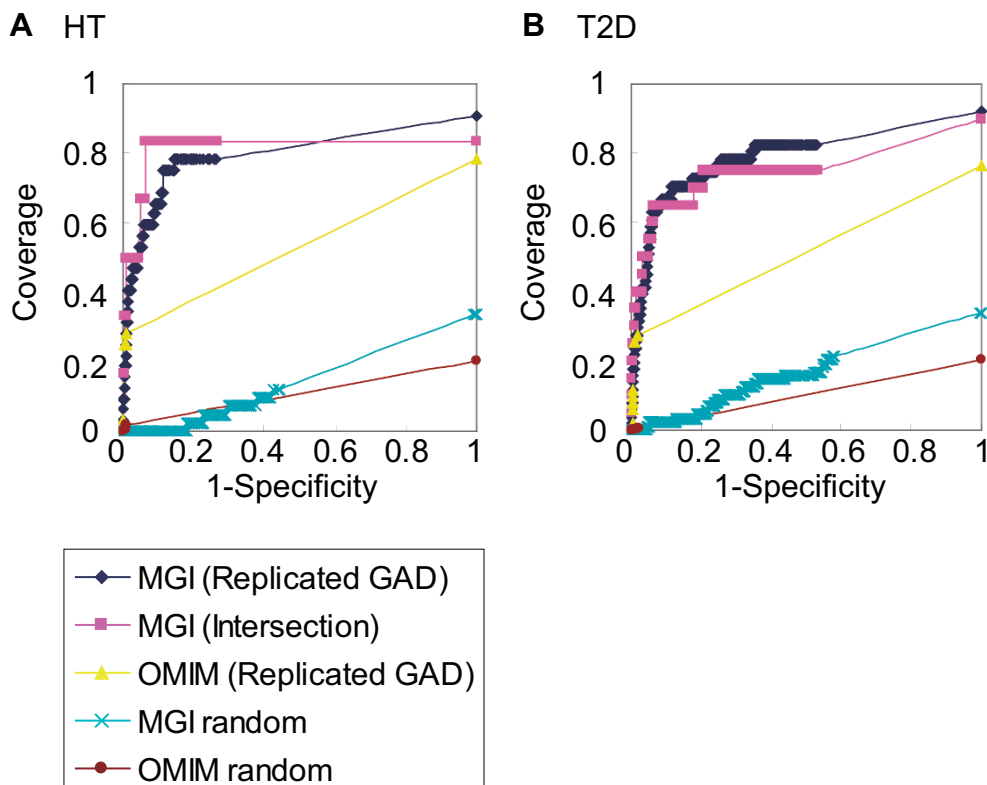 A HT
1
0.8
0.6
0.4
0.2
0
Coverage
0 0.2 0.4 0.6 0.8 1
1-Specificity
B T2D
1
0.8
0.6
0.4
0.2
0
Coverage
0 0.2 0.4 0.6 0.8 1
1-Specificity
MGI (Replicated GAD)
MGI (Intersection)
OMIM (Replicated GAD)
MGI random
OMIM random